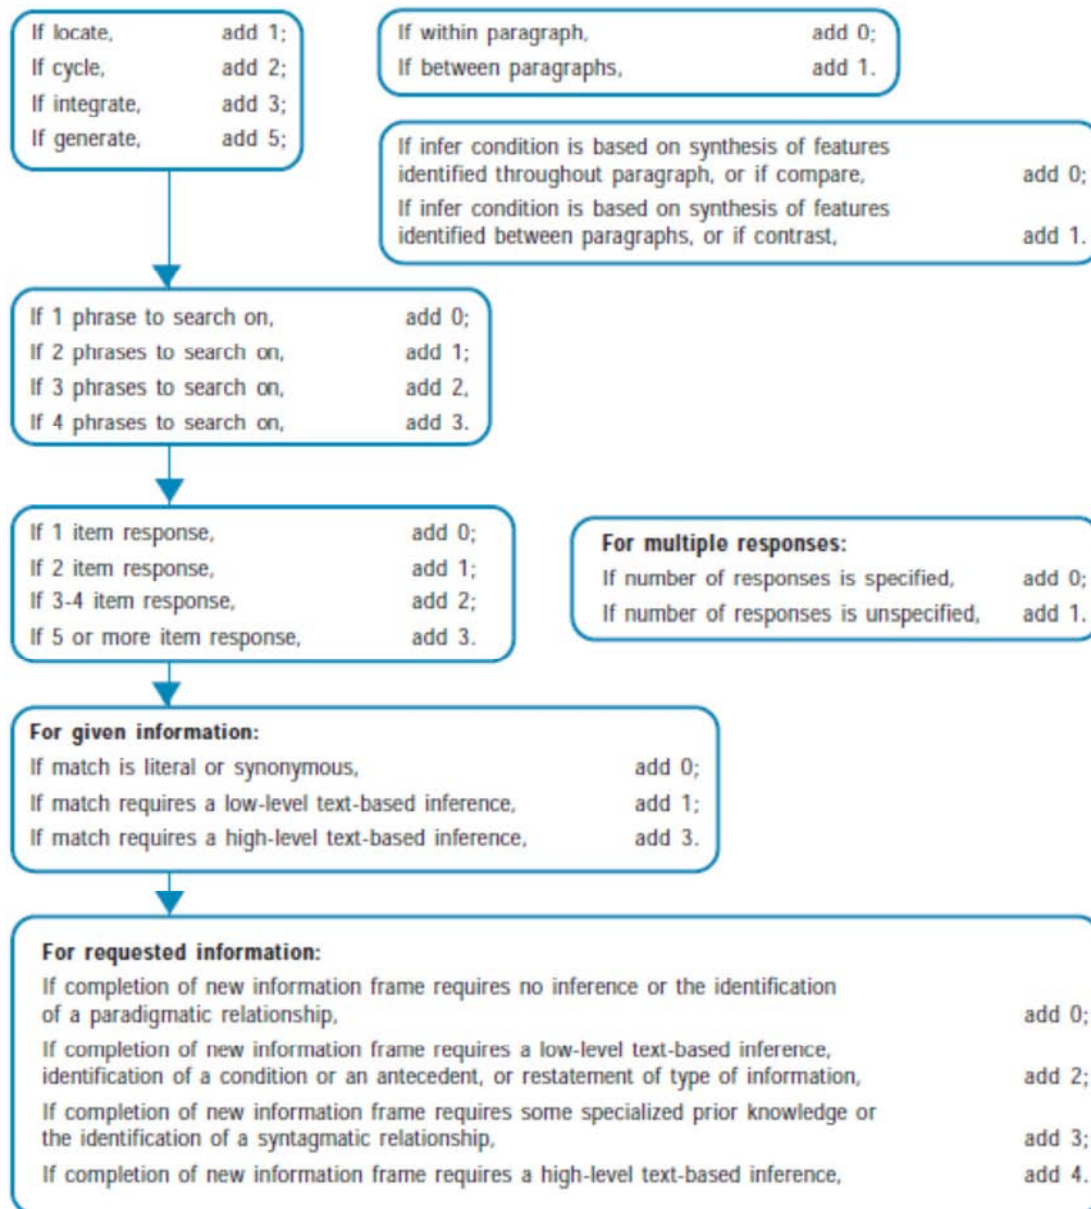 If locate, add 1;
If cycle, add 2;
If integrate, add 3;
If generate, add 5;
If within paragraph, add 0;
If between paragraphs, add 1.
If infer condition is based on synthesis of features
identified throughout paragraph, or if compare, add 0;
If infer condition is based on synthesis of features
identified between paragraphs, or if contrast, add 1.
If 1 phrase to search on, add 0;
If 2 phrases to search on, add 1;
If 3 phrases to search on, add 2,
If 4 phrases to search on, add 3.
If 1 item response, add 0;
If 2 item response, add 1;
If 3-4 item response, add 2;
If 5 or more item response, add 3.
For multiple responses:
If number of responses is specified, add 0;
If number of responses is unspecified, add 1.
For given information:
If match is literal or synonymous, add 0;
If match requires a low-level text-based inference, add 1;
If match requires a high-level text-based inference, add 3.
For requested information:
If completion of new information frame requires no inference or the identification
of a paradigmatic relationship, add 0;
If completion of new information frame requires a low-level text-based inference,
identification of a condition or an antecedent, or restatement of type of information, add 2;
If completion of new information frame requires some specialized prior knowledge or
the identification of a syntagmatic relationship, add 3;
If completion of new information frame requires a high-level text-based inference, add 4.